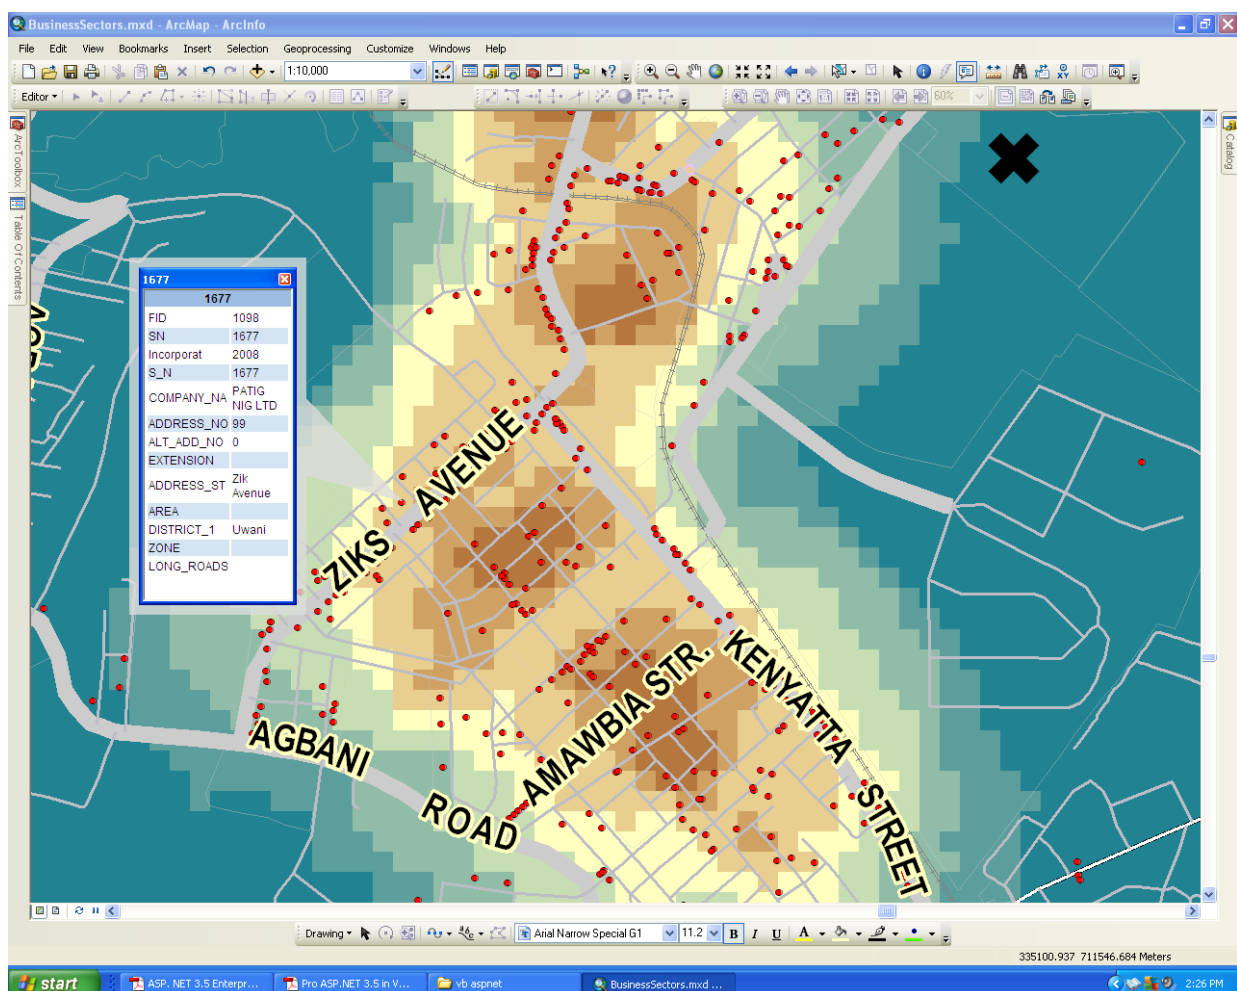 BusinessSectors.mxd - ArcMap - ArcInfo
File Edit View Bookmarks Insert Selection Geoprocessing Customize Windows Help
1:10,000
Editor
60%
ArcToolbox
Table Of Contents
Catalog
1677
1677
FID 1098
SN 1677
Incorporat 2008
S_N 1677
COMPANY_NA PATIG NIG LTD
ADDRESS_NO 99
ALT_ADD_NO 0
EXTENSION
ADDRESS_ST Zik Avenue
AREA
DISTRICT_1 Uwani
ZONE
LONG_ROADS
ZIKS AVENUE
AGBANI ROAD
AMAWBIA STR.
KENYATTA STREET
Drawing Arial Narrow Special G1 11.2 B I U A
335100.937 711546.684 Meters
start ASP. NET 3.5 Enterpr... Pro ASP.NET 3.5 in V... vb aspnet BusinessSectors.mxd ... 2:26 PM